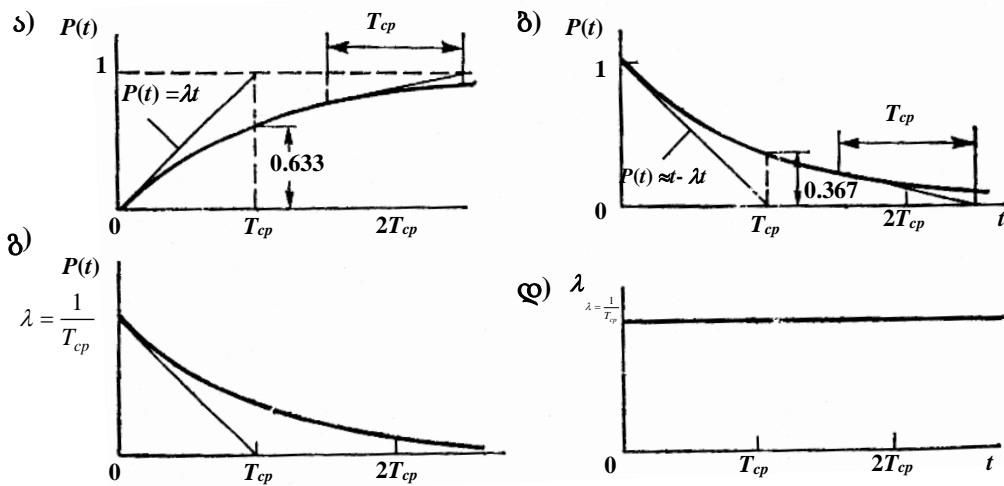 ა) P(t)
T_cp
1
P(t) = λt
0.633
0 T_cp 2T_cp
ბ) P(t)
1
T_cp
P(t) ≈t- λt
0.367
0
T_cp 2T_cp t
გ)
P(t)
λ = 1/T_cp
0 T_cp 2T_cp
დ) λ
λ = 1/T_cp
0 T_cp 2T_cp t